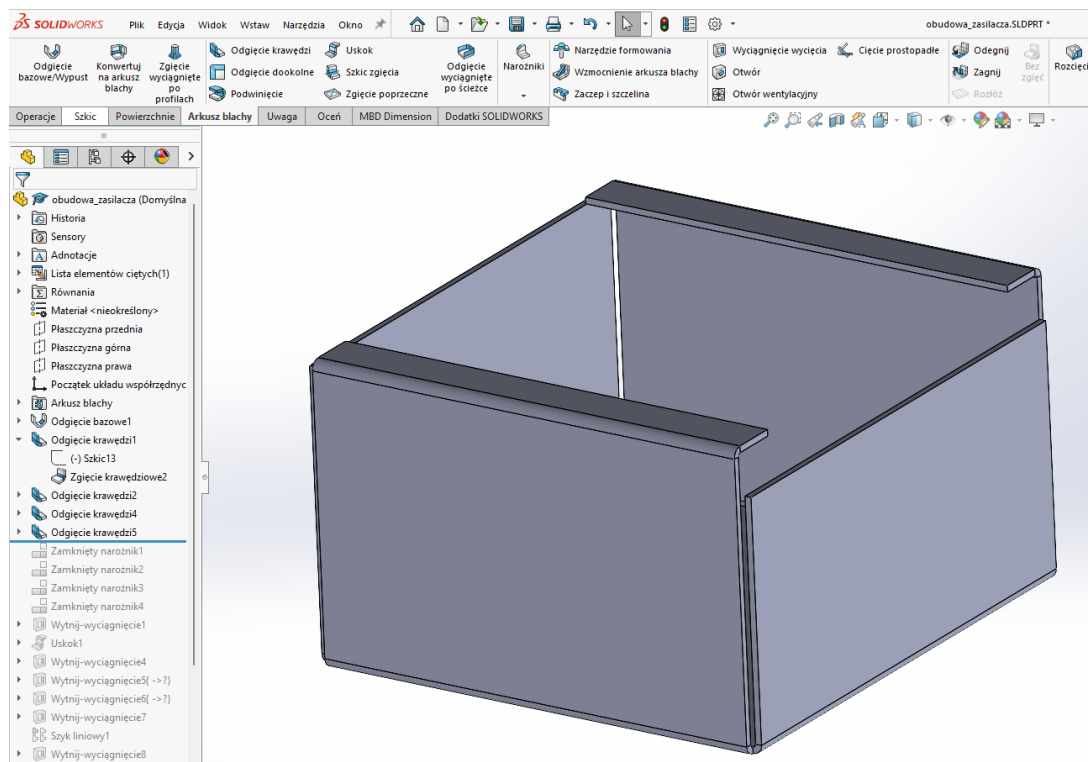 SOLIDWORKS Plik Edycja Widok Wstaw Narzędzia Okno obudowa_zasilacza.SLDPRT *
Odgięcie bazowe/Wypust
Konwertuj na arkusz blachy
Zgięcie wyciągnięte po profilach
Odgięcie krawędzi
Odgięcie dookolne
Podwinięcie
Uskok
Szkic zgięcia
Zgięcie poprzeczne
Odgięcie wyciągnięte po ścieżce
Narożniki
Narzędzie formowania
Wzmocnienie arkusza blachy
Zaczep i szczelina
Wyciągnięcie wycięcia
Otwór
Otwór wentylacyjny
Cięcie prostopadłe
Odegnij
Zagnij
Rozłóż
Bez zgięć
Rozcięci
Operacje Szkic Powierzchnie Arkusz blachy Uwaga Oceń MBD Dimension Dodatki SOLIDWORKS
obudowa_zasilacza (Domyślna
Historia
Sensory
Adnotacje
Lista elementów ciętych(1)
Równania
Materiał <nieokreślony>
Płaszczyzna przednia
Płaszczyzna górna
Płaszczyzna prawa
Początek układu współrzędnyc
Arkusz blachy
Odgięcie bazowe1
Odgięcie krawędzi1
(-) Szkic13
Zgięcie krawędziowe2
Odgięcie krawędzi2
Odgięcie krawędzi4
Odgięcie krawędzi5
Zamknięty narożnik1
Zamknięty narożnik2
Zamknięty narożnik3
Zamknięty narożnik4
Wytnij-wyciągnięcie1
Uskok1
Wytnij-wyciągnięcie4
Wytnij-wyciągnięcie5{ ->?}
Wytnij-wyciągnięcie6{ ->?}
Wytnij-wyciągnięcie7
Szyk liniowy1
Wytnij-wyciągnięcie8